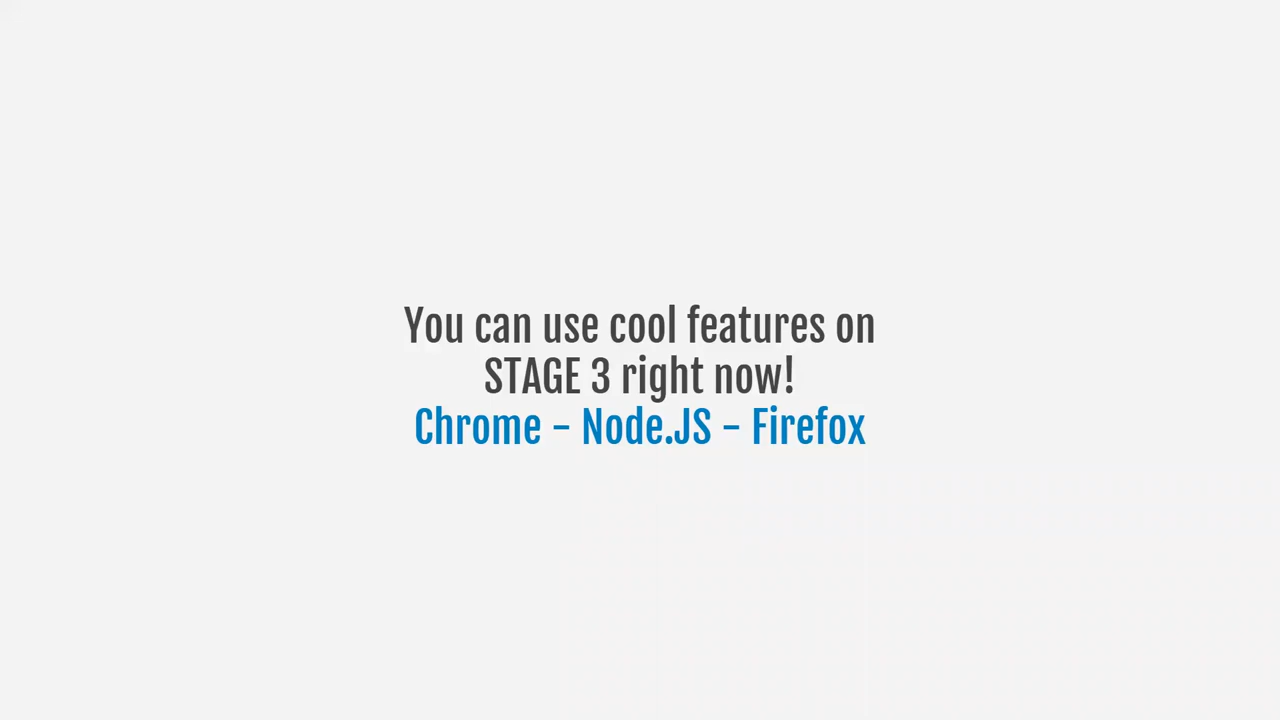 You can use cool features on
STAGE 3 right now!
Chrome - Node.JS - Firefox